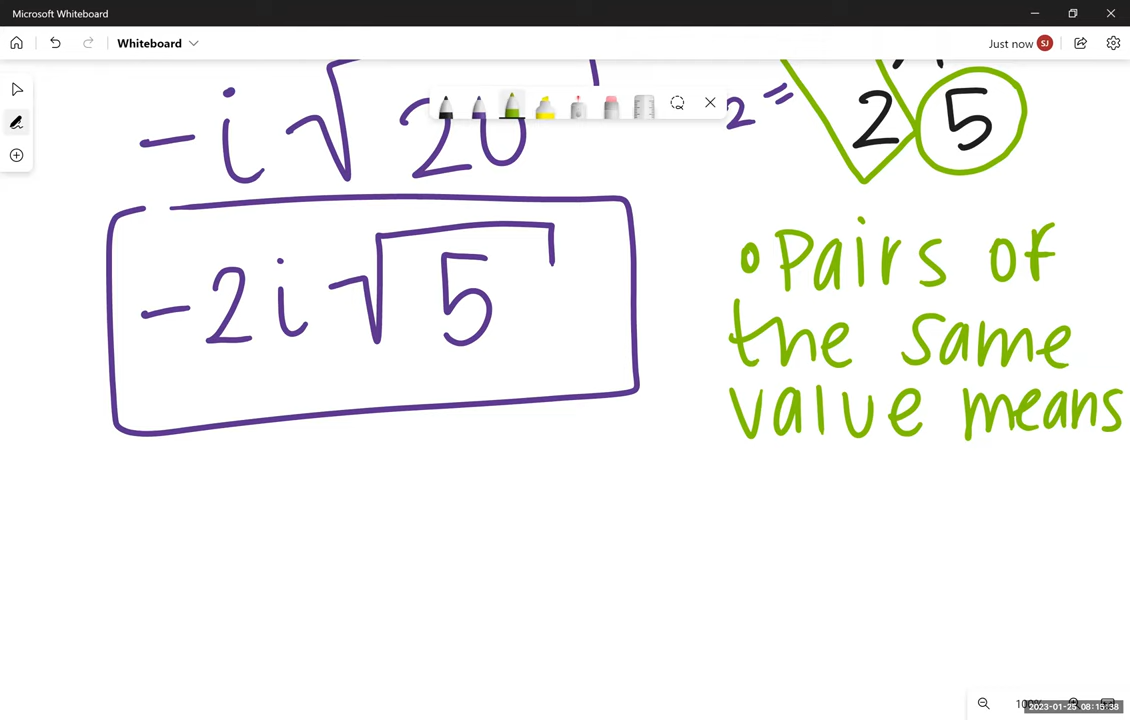 Microsoft Whiteboard
Whiteboard
Just now SJ
-i√20
2 =
2 5
-2i√5
•Pairs of
the same
value means
2023-01-25 08:15:38